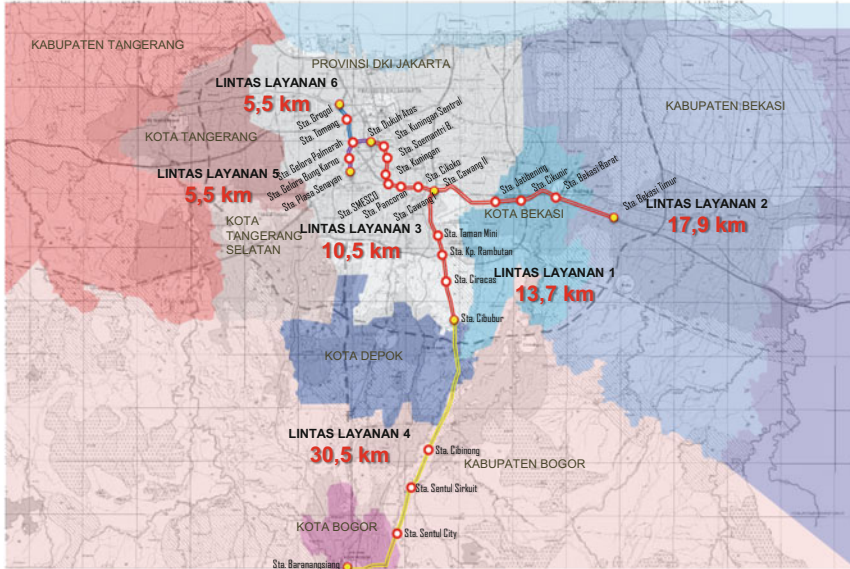 KABUPATEN TANGERANG
PROVINSI DKI JAKARTA
LINTAS LAYANAN 6
5,5 km
KABUPATEN BEKASI
Sta. Grogol
Sta. Tomang
Sta. Dukuh Atas
Sta. Kuningan Sentral
KOTA TANGERANG
Sta. Soemantri B.
Sta. Gelora Palmerah
Sta. Kuningan
Sta. Gelora Bung Karno
Sta. Cikoko
LINTAS LAYANAN 5
5,5 km
Sta. Plasa Senayan
Sta. Cawang II
Sta. Jatibening
Sta. Cikunir
Sta. Bekasi Barat
Sta. SMESCO
Sta. Pancoran
Sta. Cawang
Sta. Bekasi Timur
LINTAS LAYANAN 2
17,9 km
KOTA BEKASI
KOTA
TANGERANG
SELATAN
LINTAS LAYANAN 3
10,5 km
Sta. Taman Mini
Sta. Kp. Rambutan
Sta. Ciracas
LINTAS LAYANAN 1
13,7 km
Sta. Cibubur
KOTA DEPOK
LINTAS LAYANAN 4
30,5 km
Sta. Cibinong
KABUPATEN BOGOR
Sta. Sentul Sirkuit
KOTA BOGOR
Sta. Sentul City
Sta. Baranangsiang